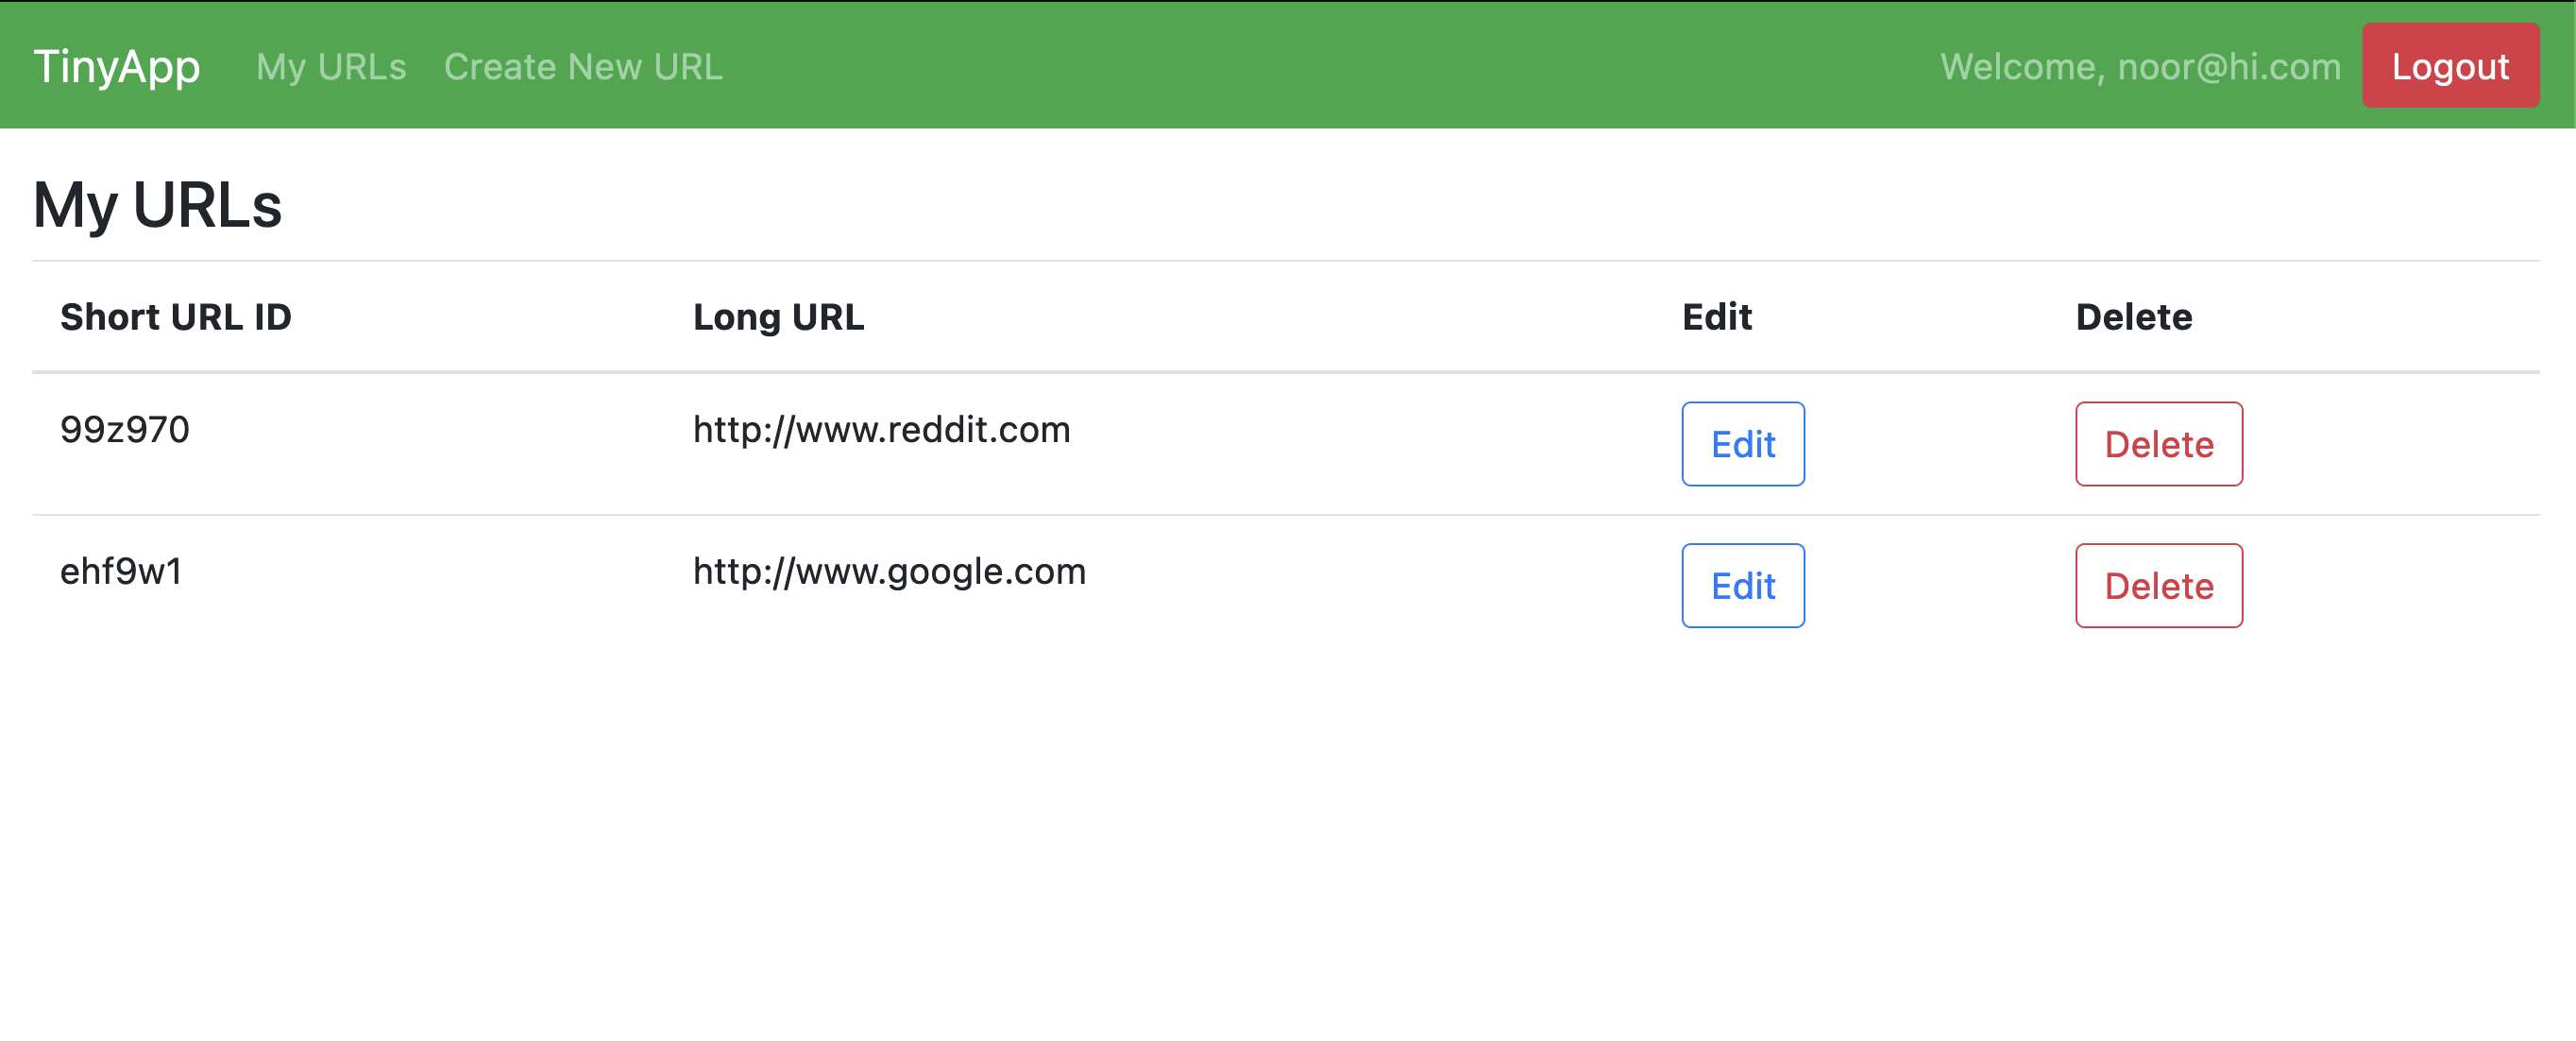 TinyApp My URLs Create New URL Welcome, noor@hi.com Logout
My URLs
Short URL ID Long URL Edit Delete
99z970 http://www.reddit.com Edit Delete
ehf9w1 http://www.google.com Edit Delete